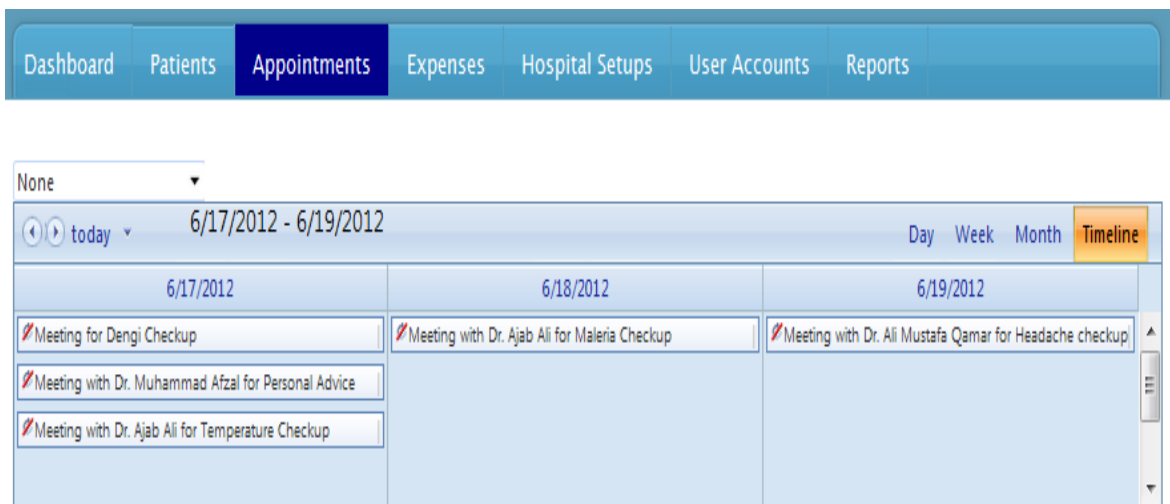 Dashboard Patients Appointments Expenses Hospital Setups User Accounts Reports
None
today 6/17/2012 - 6/19/2012 Day Week Month Timeline
6/17/2012 6/18/2012 6/19/2012
Meeting for Dengi Checkup Meeting with Dr. Ajab Ali for Maleria Checkup Meeting with Dr. Ali Mustafa Qamar for Headache checkup
Meeting with Dr. Muhammad Afzal for Personal Advice
Meeting with Dr. Ajab Ali for Temperature Checkup